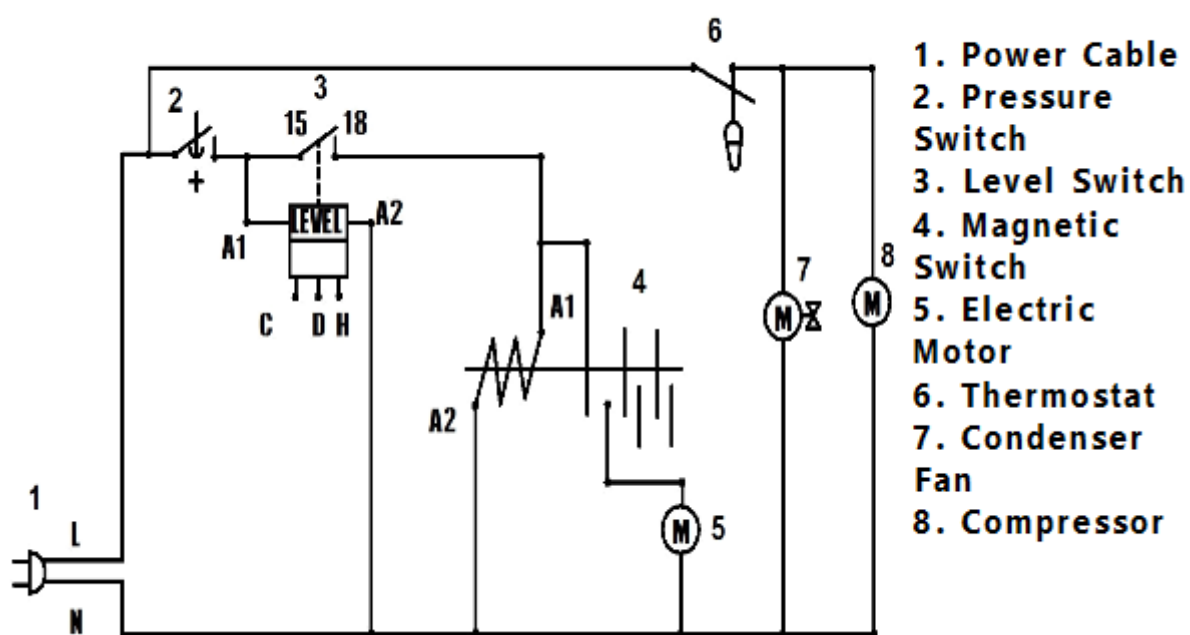 6
1. Power Cable
2. Pressure
Switch
3. Level Switch
4. Magnetic
Switch
5. Electric
Motor
6. Thermostat
7. Condenser
Fan
8. Compressor
2
3
15 18
+
LEVEL
A1
A2
C D H
4
7
8
A1
M
M
A2
1
L
M 5
N